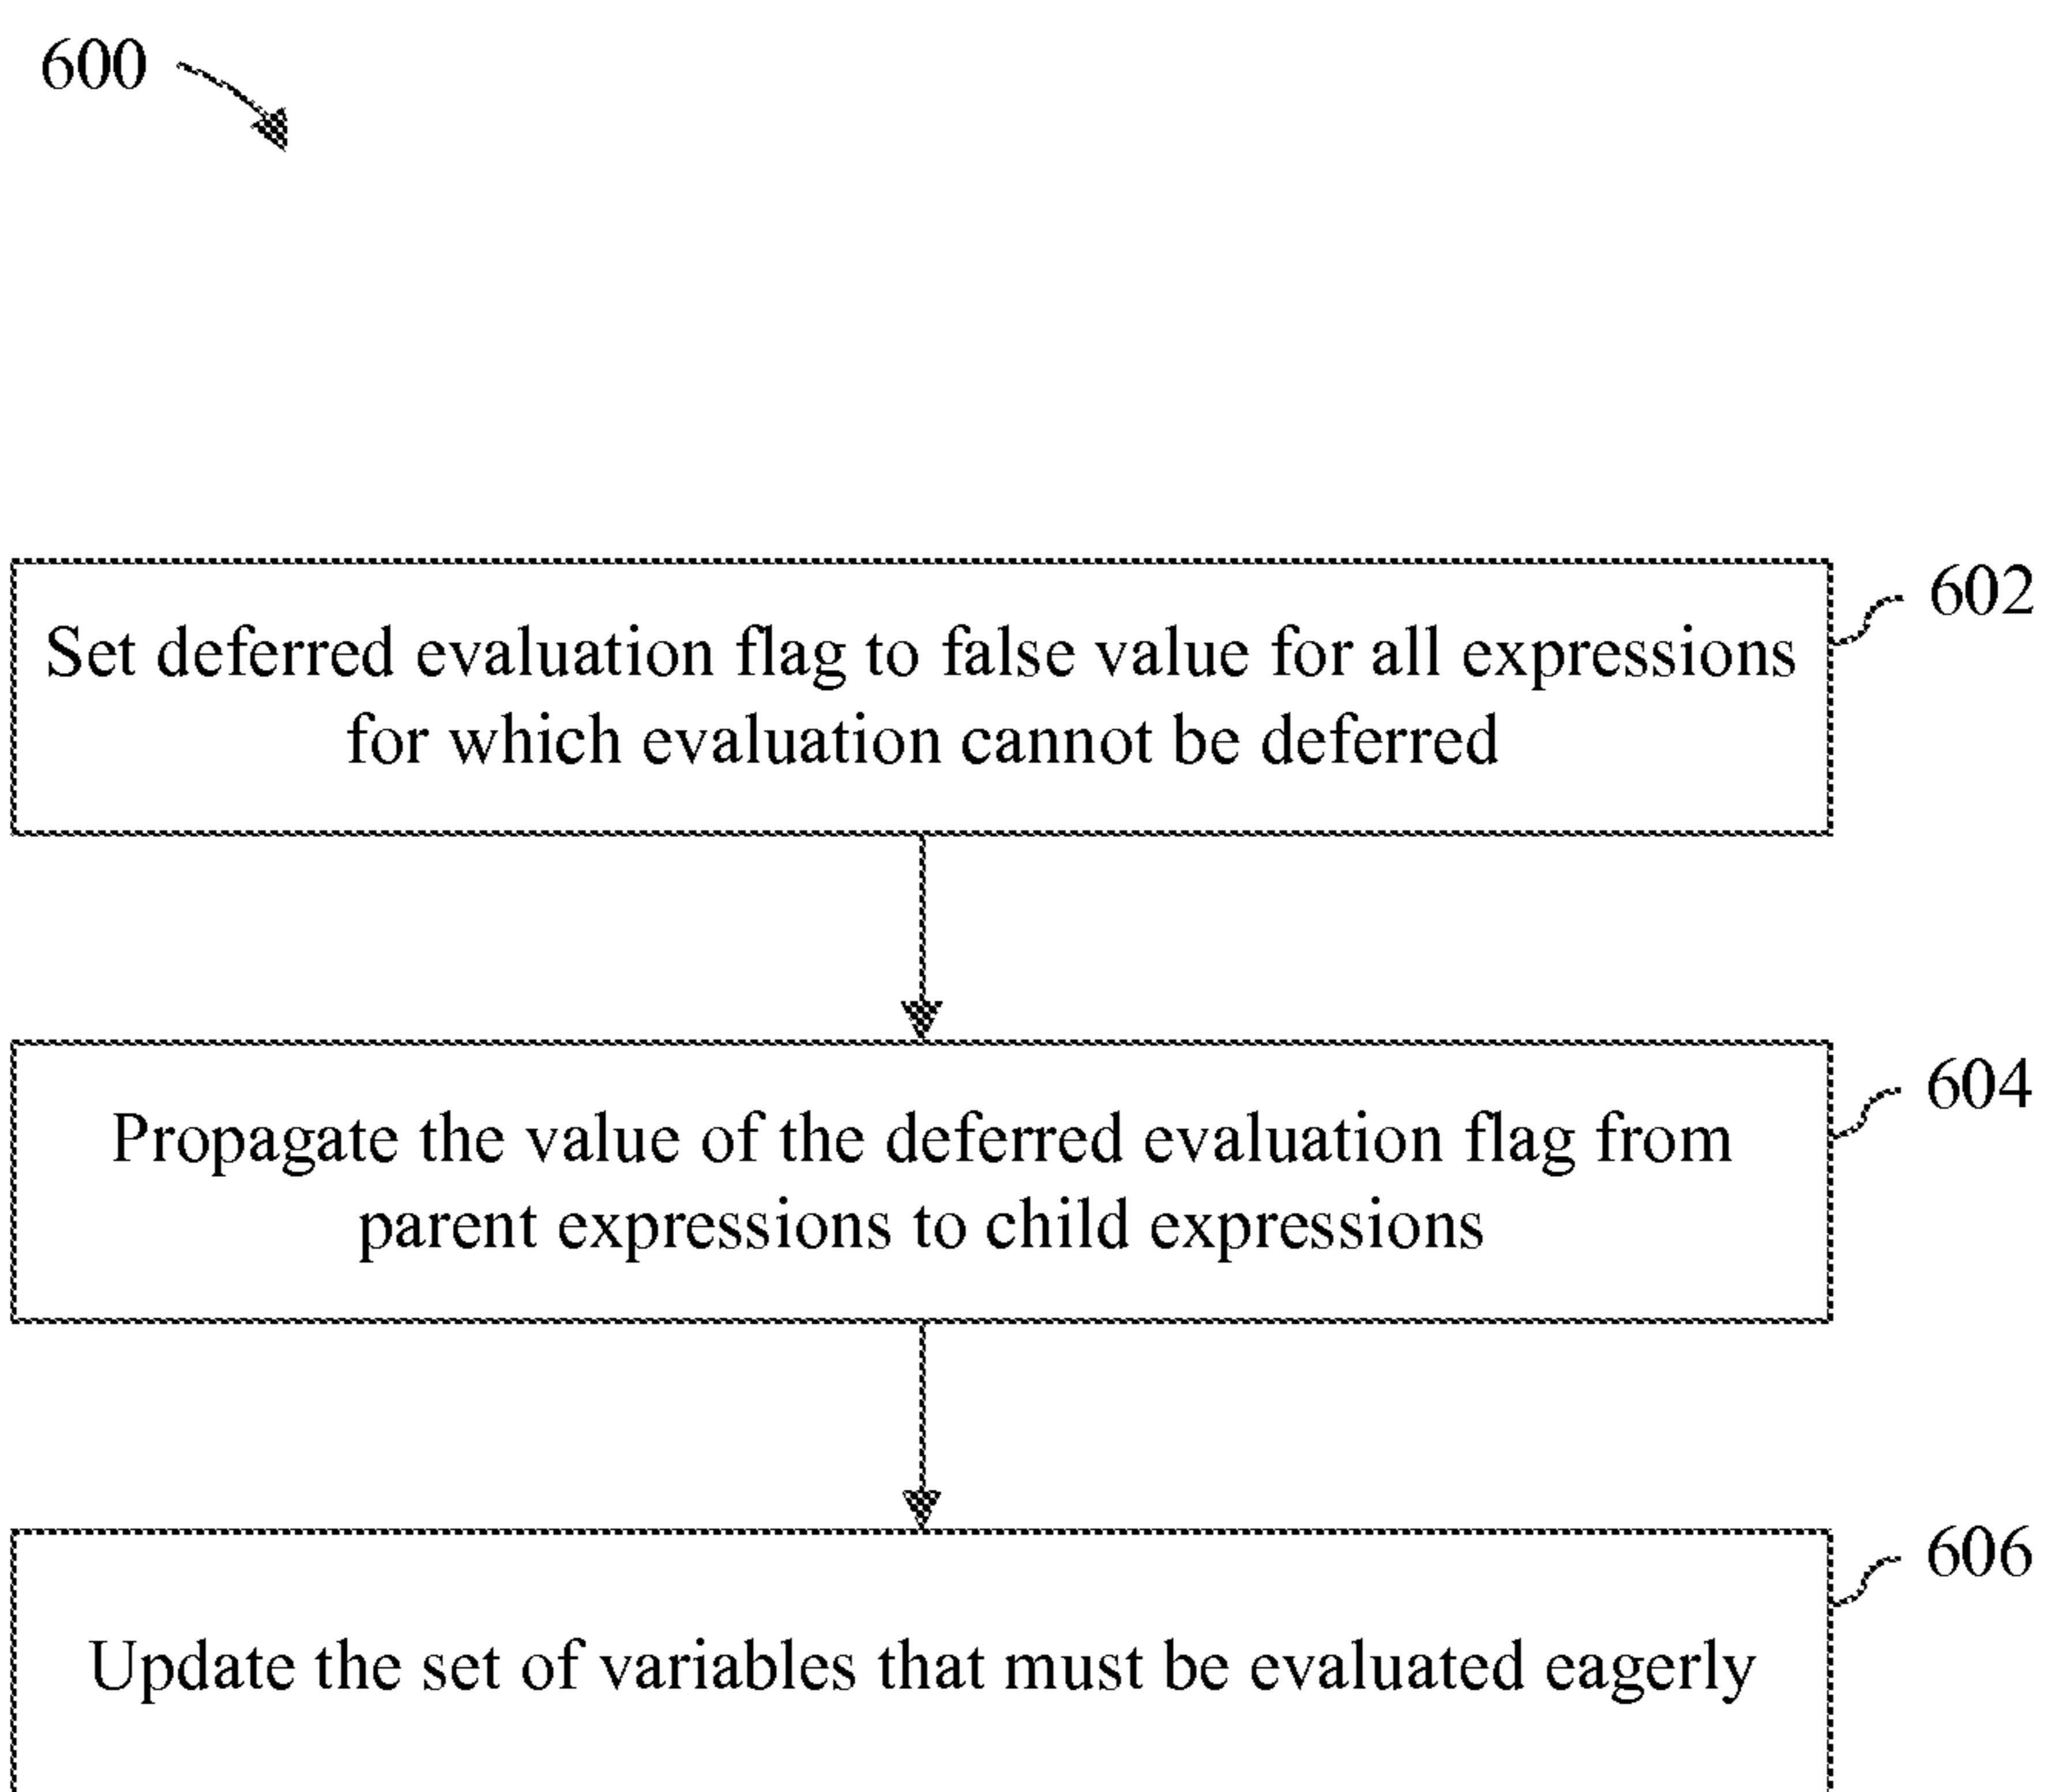 600
602
Set deferred evaluation flag to false value for all expressions
for which evaluation cannot be deferred
604
Propagate the value of the deferred evaluation flag from
parent expressions to child expressions
606
Update the set of variables that must be evaluated eagerly